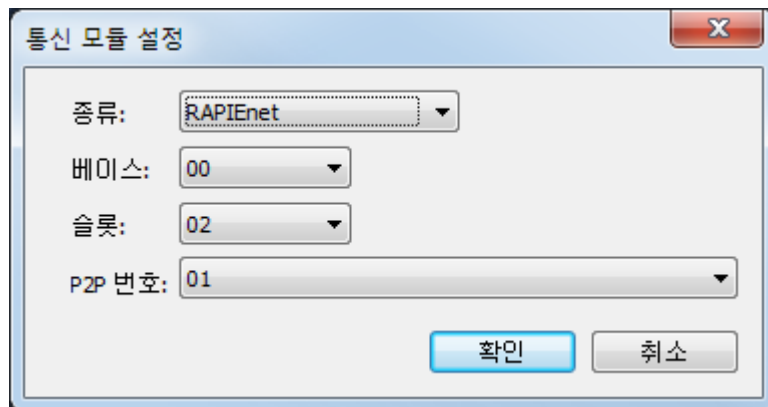 통신 모듈 설정
종류: RAPIEnet
베이스: 00
슬롯: 02
P2P 번호: 01
확인 취소